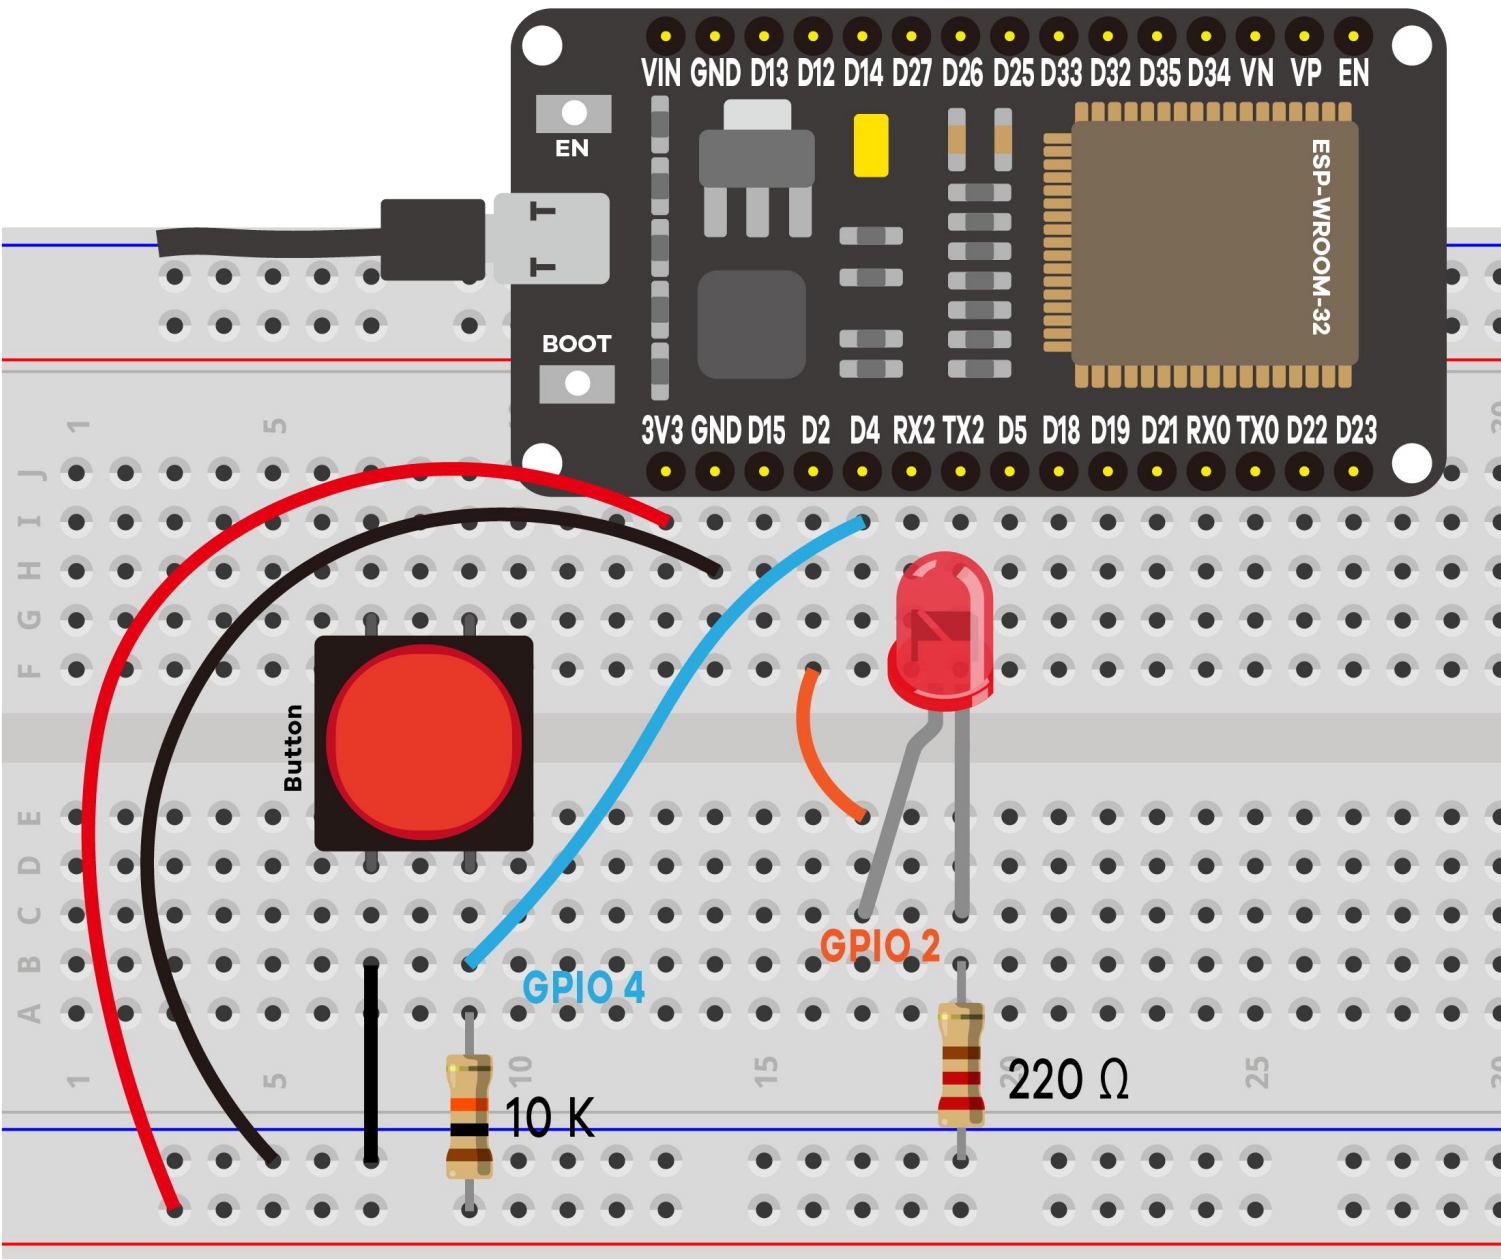 VIN GND D13 D12 D14 D27 D26 D25 D33 D32 D35 D34 VN VP EN
EN
ESP-WROOM-32
BOOT
3V3 GND D15 D2 D4 RX2 TX2 D5 D18 D19 D21 RX0 TX0 D22 D23
1 5
J
I
H
G
F
Button
E
D
C
B
GPIO 2
GPIO 4
A
1 5 10 15 20 25
10 K
220 Ω